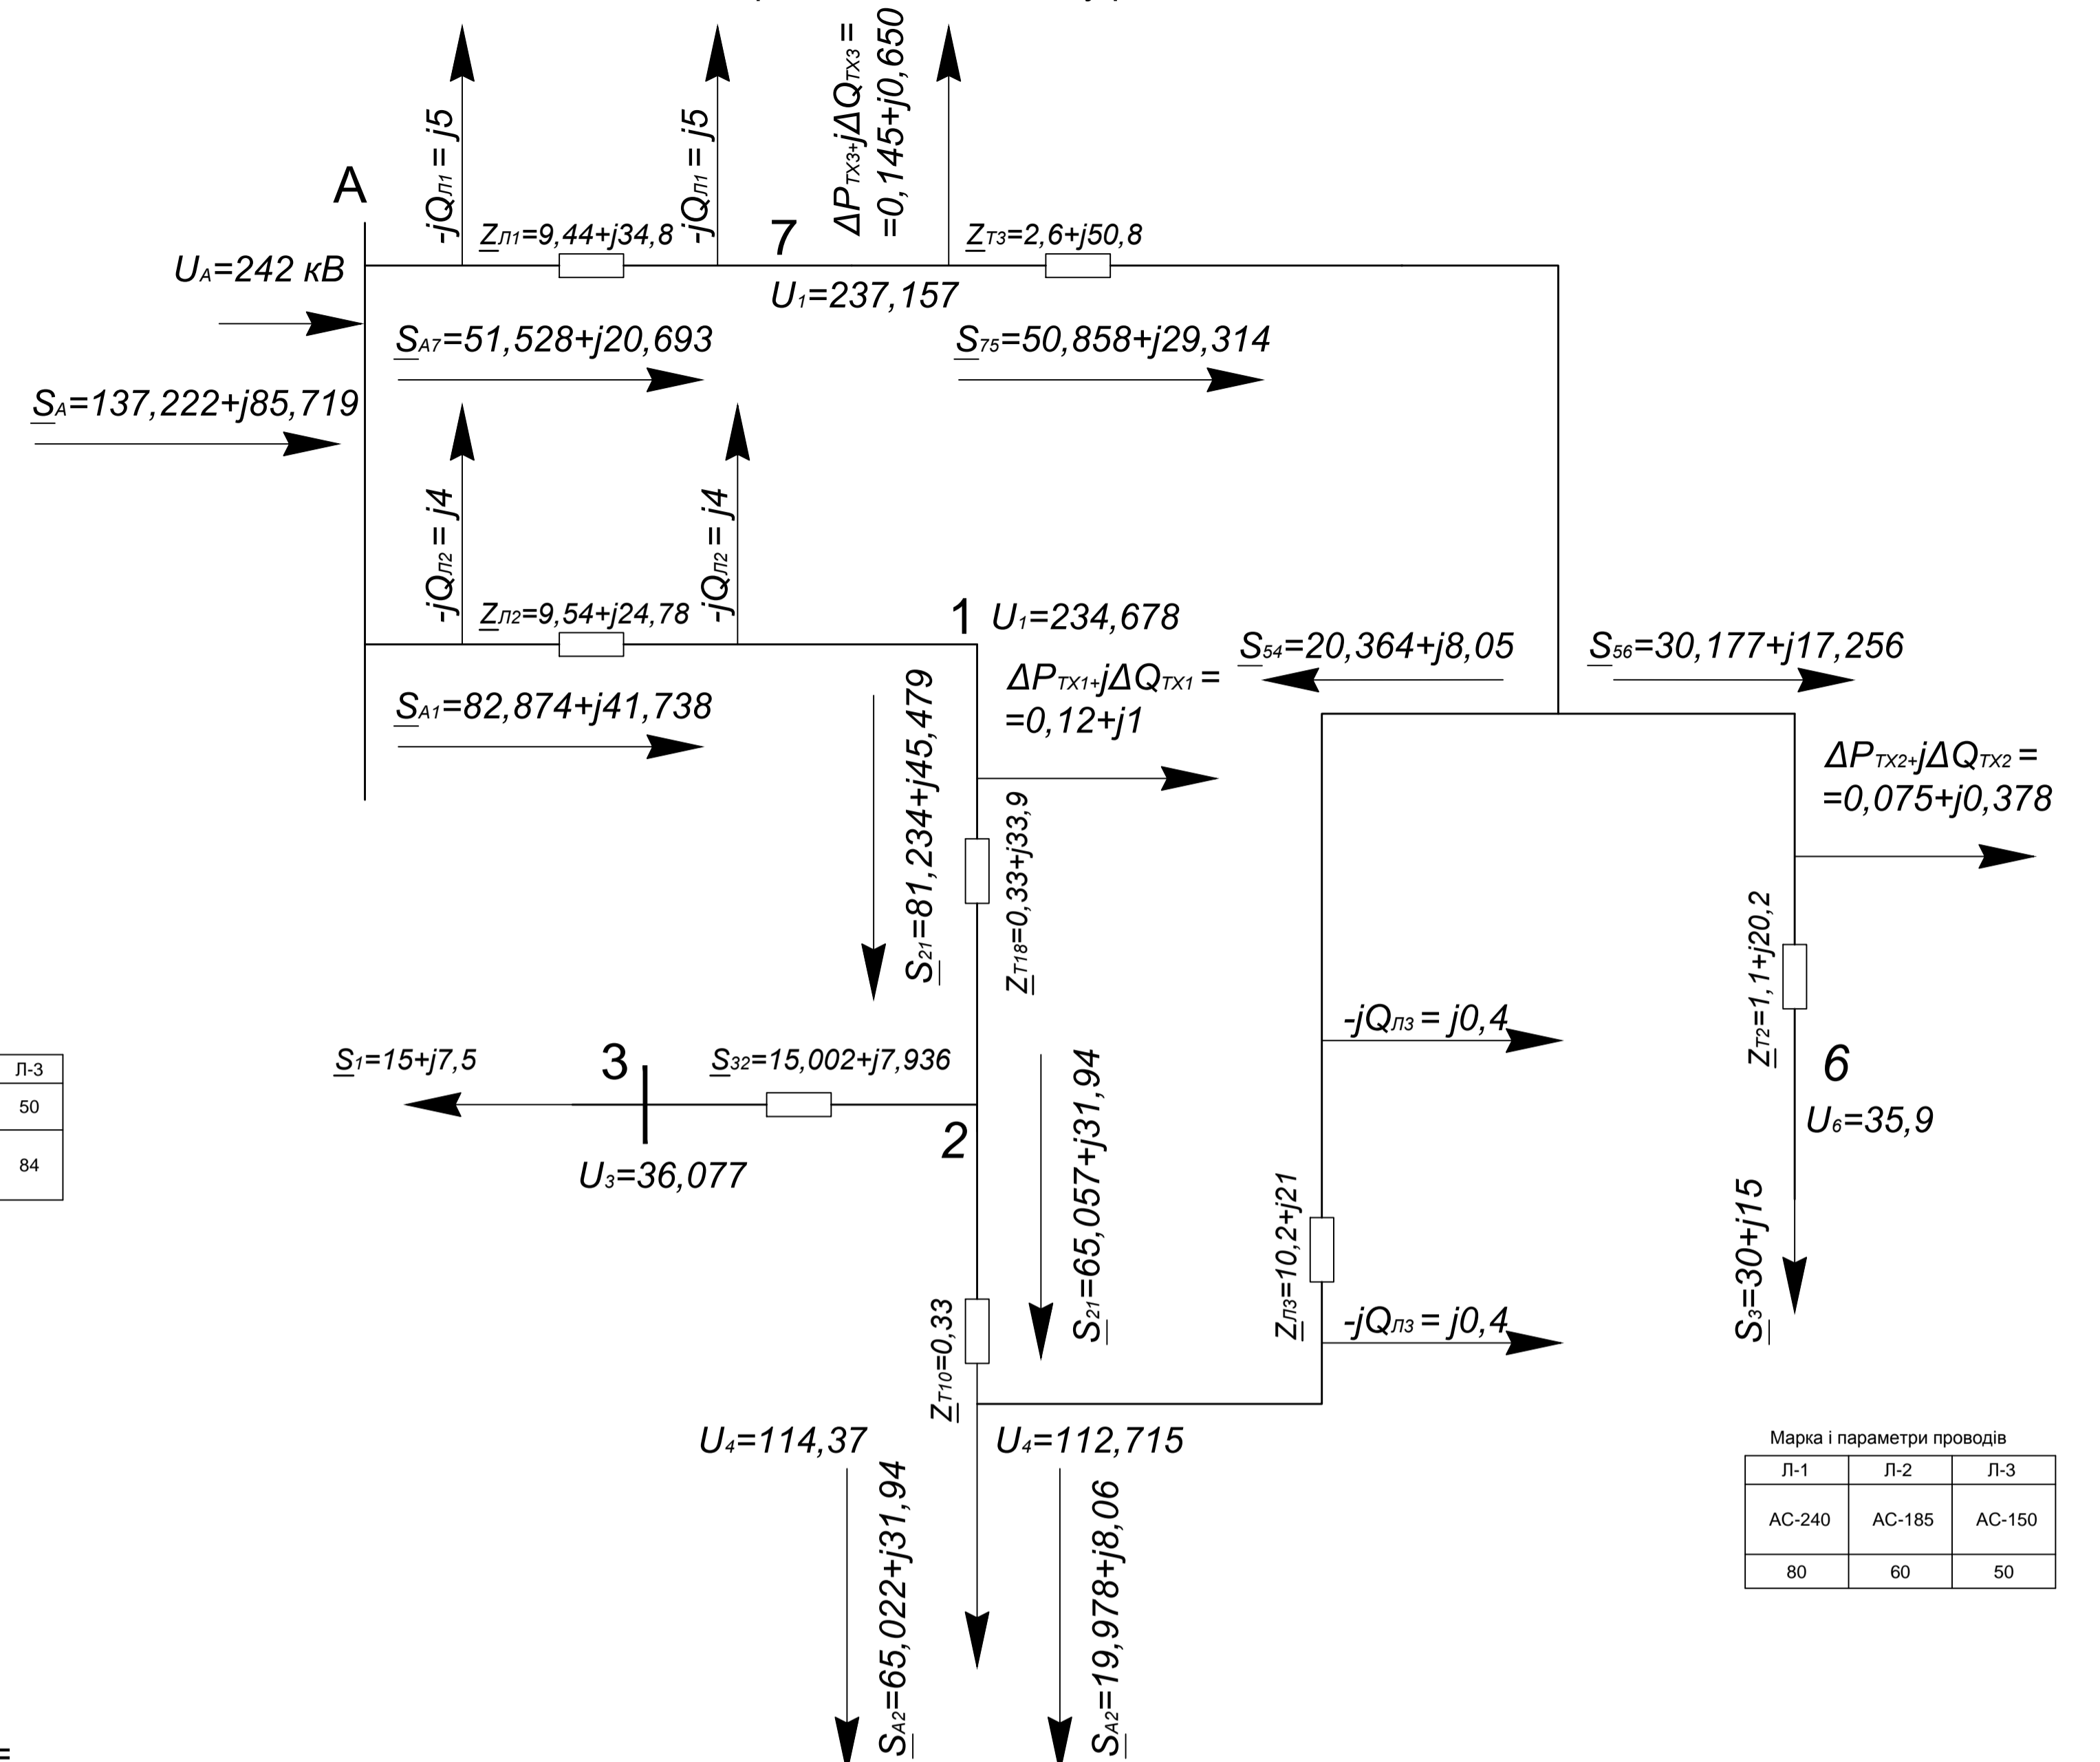 ΔPТХ3+jΔQТХ3 =
=0,145+j0,650
-jQЛ1 = j5
-jQЛ1 = j5
A
ZЛ1=9,44+j34,8
7
ZТ3=2,6+j50,8
UA=242 кВ
U1=237,157
SA7=51,528+j20,693
S75=50,858+j29,314
SA=137,222+j85,719
-jQЛ2 = j4
-jQЛ2 = j4
ZЛ2=9,54+j24,78
1
U1=234,678
S54=20,364+j8,05
S56=30,177+j17,256
ΔPТХ1+jΔQТХ1 =
=0,12+j1
SA1=82,874+j41,738
S21=81,234+j45,479
ΔPТХ2+jΔQТХ2 =
=0,075+j0,378
ZТ18=0,33+j33,9
ZТ2=1,1+j20,2
-jQЛ3 = j0,4
Л-3
50
84
S1=15+j7,5
3
S32=15,002+j7,936
6
U6=35,9
2
U3=36,077
S21=65,057+j31,94
ZЛ3=10,2+j21
S3=30+j15
-jQЛ3 = j0,4
ZТ10=0,33
U4=114,37
U4=112,715
SA2=65,022+j31,94
SA2=19,978+j8,06
Марка і параметри проводів
Л-1 Л-2 Л-3
АС-240 АС-185 АС-150
80 60 50
=